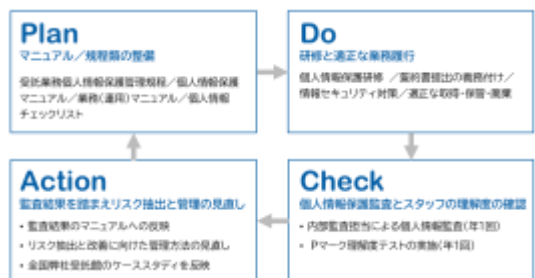 Plan
マニュアル／規程類の整備
受託業務個人情報保護管理規程／個人情報保護
マニュアル／業務(運用)マニュアル／個人情報
チェックリスト
Do
研修と適正な業務履行
個人情報保護研修 ／誓約書提出の義務付け／
情報セキュリティ対策／適正な取得・保管・廃棄
Action
監査結果を踏まえリスク抽出と管理の見直し
・監査結果のマニュアルへの反映
・リスク抽出と改善に向けた管理方法の見直し
・全国弊社受託館のケーススタディを反映
Check
個人情報保護監査とスタッフの理解度の確認
・内部監査担当による個人情報監査(年1回)
・Pマーク理解度テストの実施(年1回)